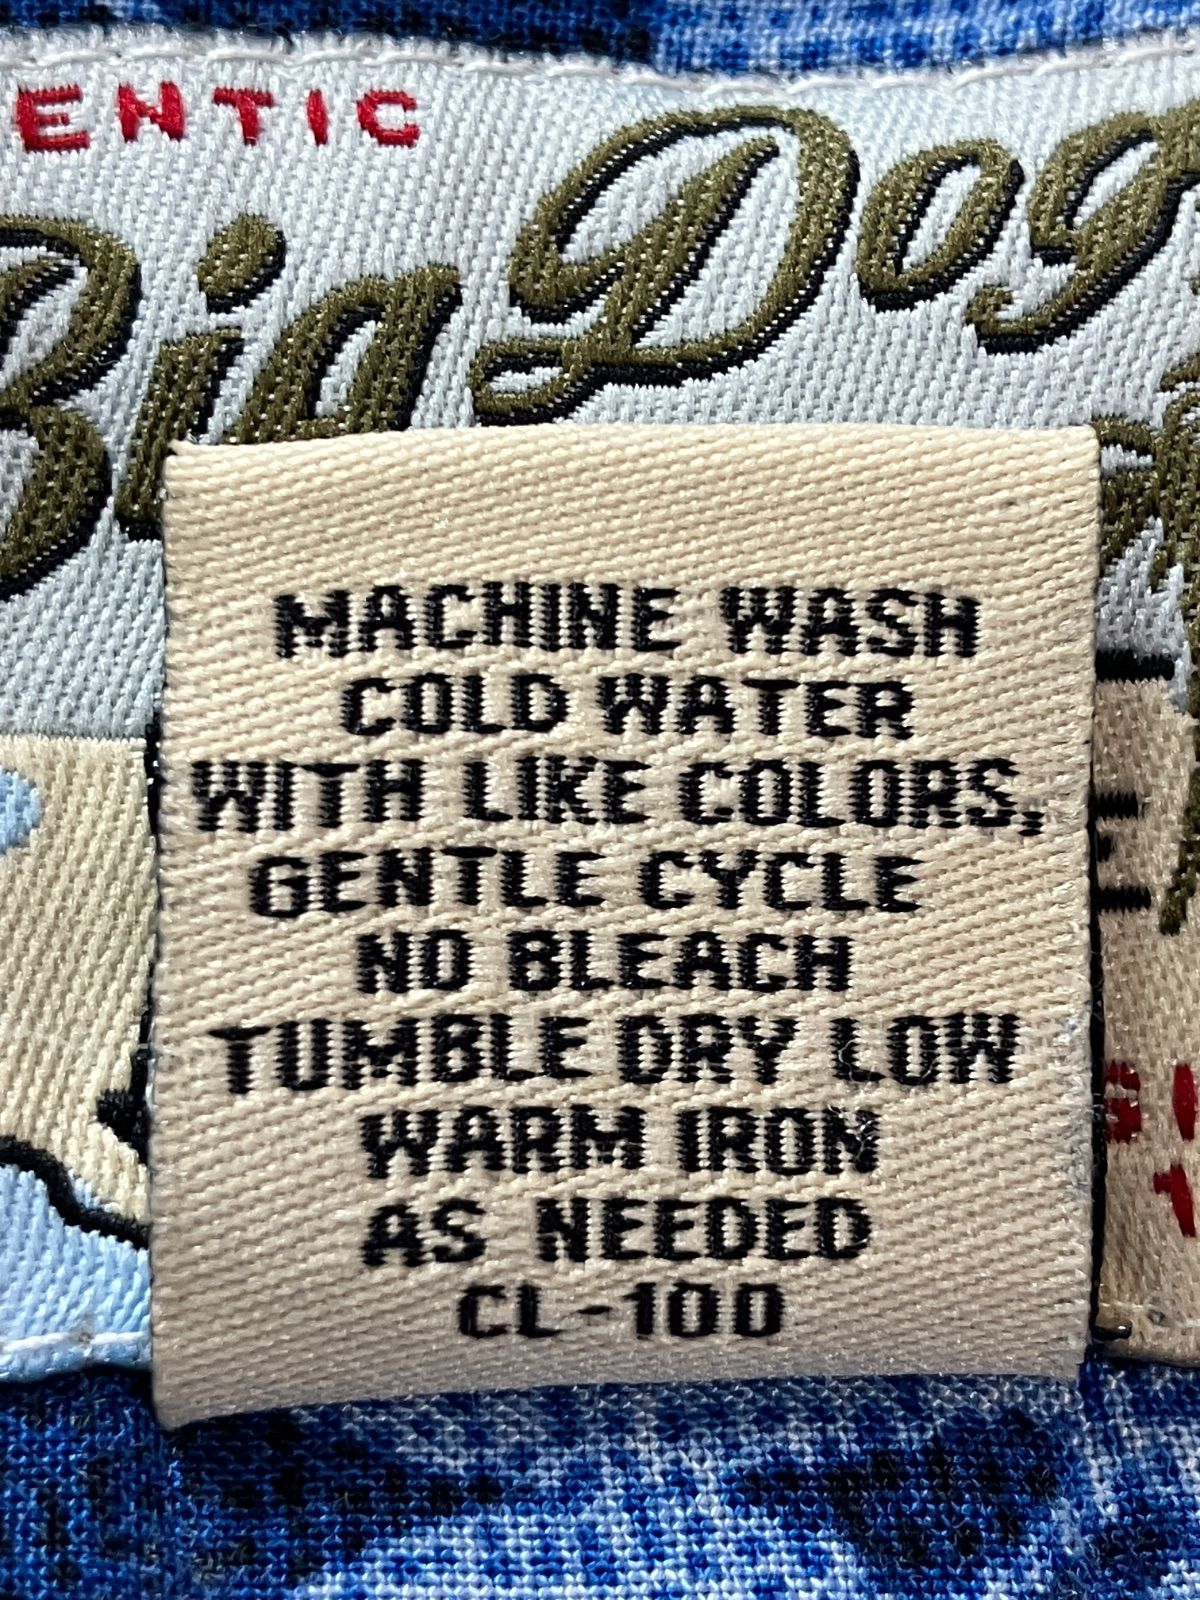 ENTIC
Big Dog
MACHINE WASH
COLD WATER
WITH LIKE COLORS,
GENTLE CYCLE
NO BLEACH
TUMBLE DRY LOW
WARM IRON
AS NEEDED
CL-100